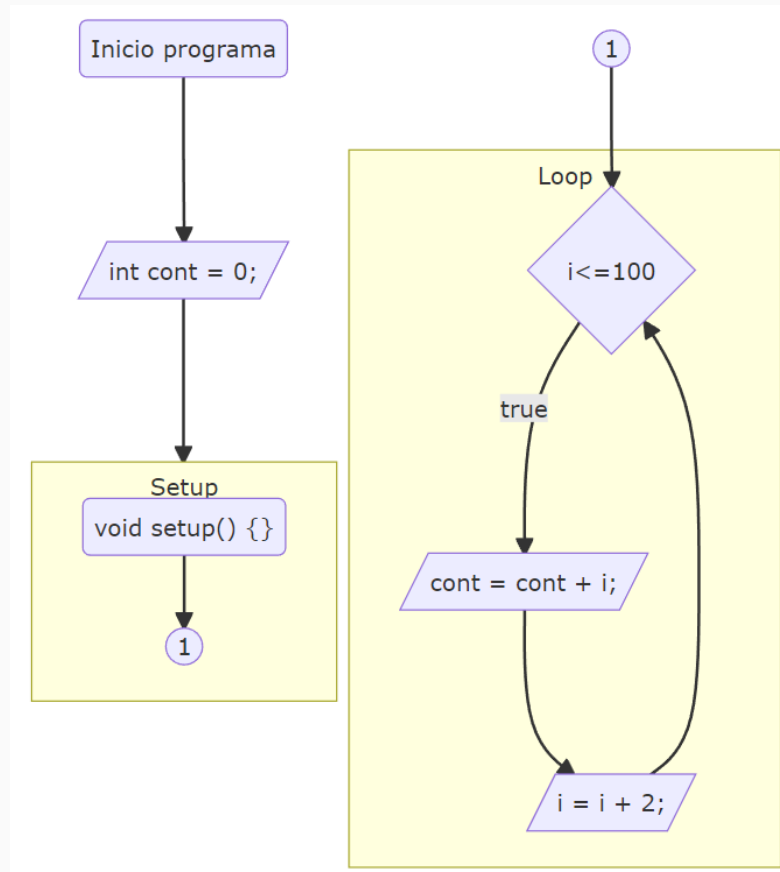 Inicio programa
int cont = 0;
Setup
void setup() {}
1
1
Loop
i<=100
true
cont = cont + i;
i = i + 2;